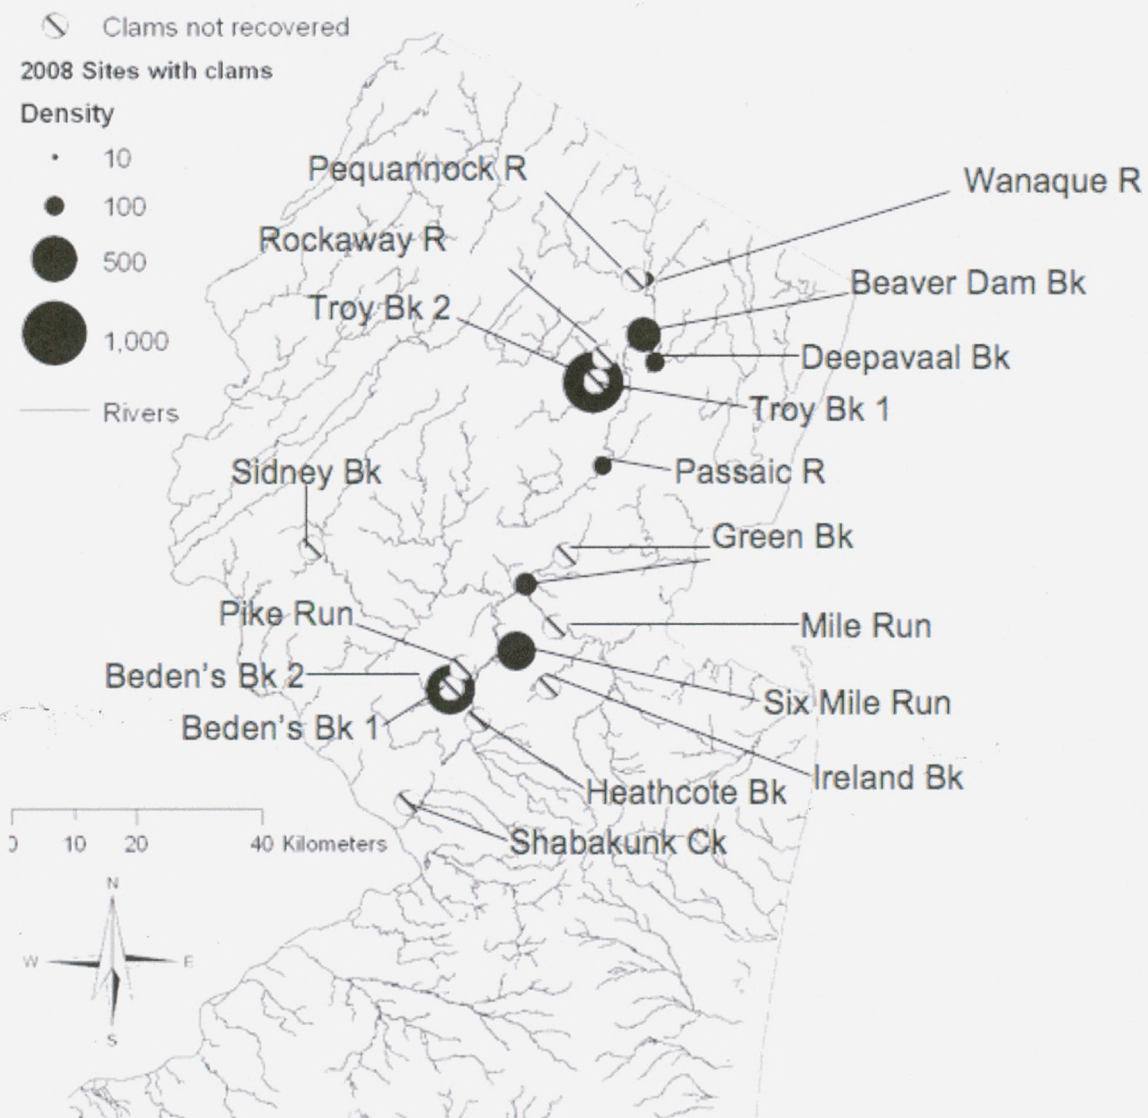 Clams not recovered
2008 Sites with clams
Density
10
100
500
1,000
Rivers
Pequannock R
Wanaque R
Rockaway R
Beaver Dam Bk
Troy Bk 2
Deepavaal Bk
Troy Bk 1
Sidney Bk
Passaic R
Green Bk
Pike Run
Mile Run
Beden's Bk 2
Six Mile Run
Beden's Bk 1
Ireland Bk
Heathcote Bk
Shabakunk Ck
0 10 20 40 Kilometers
N
W E
S